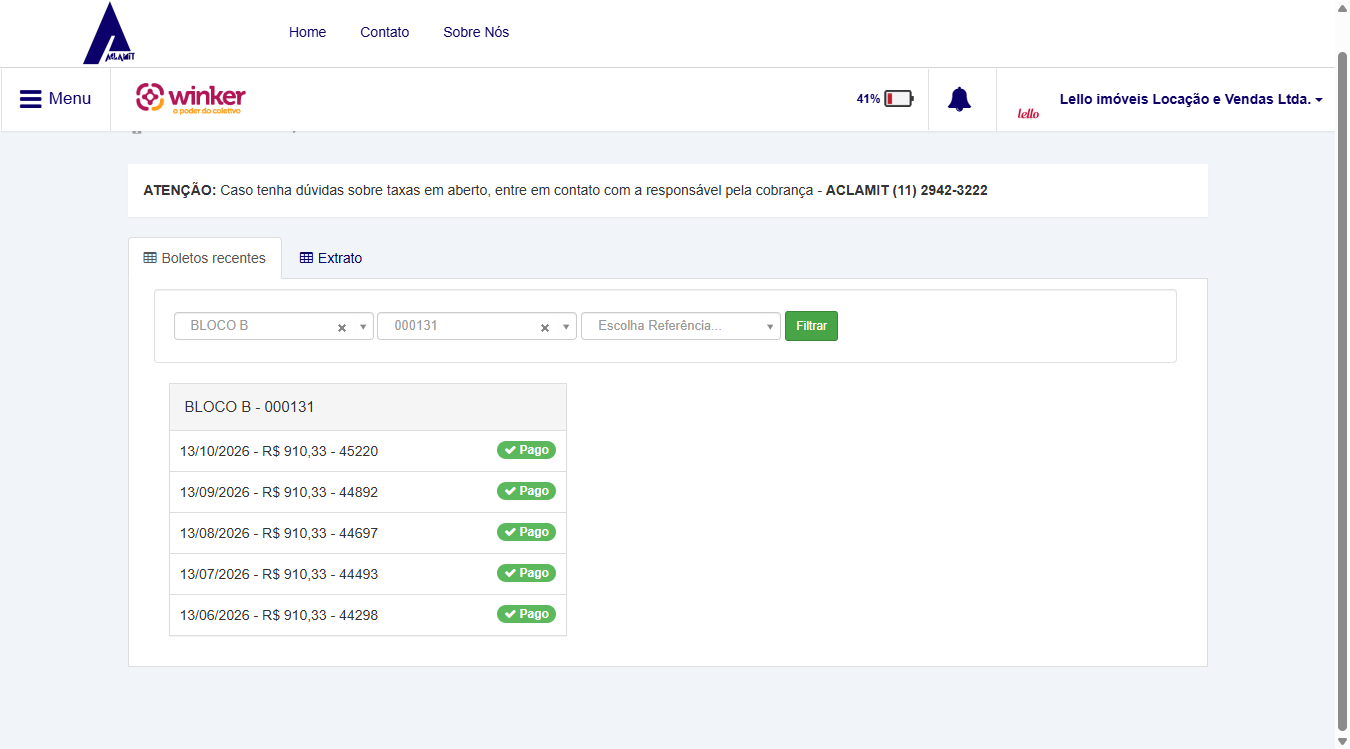 ACLAMIT
Home Contato Sobre Nós
Menu winker 41% Lello imóveis Locação e Vendas Ltda.
o poder do coletivo lello
ATENÇÃO: Caso tenha dúvidas sobre taxas em aberto, entre em contato com a responsável pela cobrança - ACLAMIT (11) 2942-3222
Boletos recentes Extrato
BLOCO B × 000131 × Escolha Referência... Filtrar
BLOCO B - 000131
13/10/2026 - R$ 910,33 - 45220 Pago
13/09/2026 - R$ 910,33 - 44892 Pago
13/08/2026 - R$ 910,33 - 44697 Pago
13/07/2026 - R$ 910,33 - 44493 Pago
13/06/2026 - R$ 910,33 - 44298 Pago